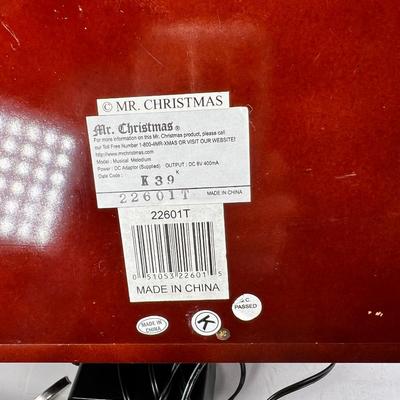 © MR. CHRISTMAS
Mr. Christmas®
For more information on this Mr. Christmas product, please call
our Toll Free Number 1-800-4MR-XMAS OR VISIT OUR WEBSITE!
http://www.mrchristmas.com
Model : Musical Melodium
Power : DC Adaptor (Supplied) OUTPUT : DC 6V 400mA
Date Code : K
K39
22601T MADE IN CHINA
22601T
0 51053 22601 5
MADE IN CHINA
MADE IN
CHINA
K
Q.C
PASSED